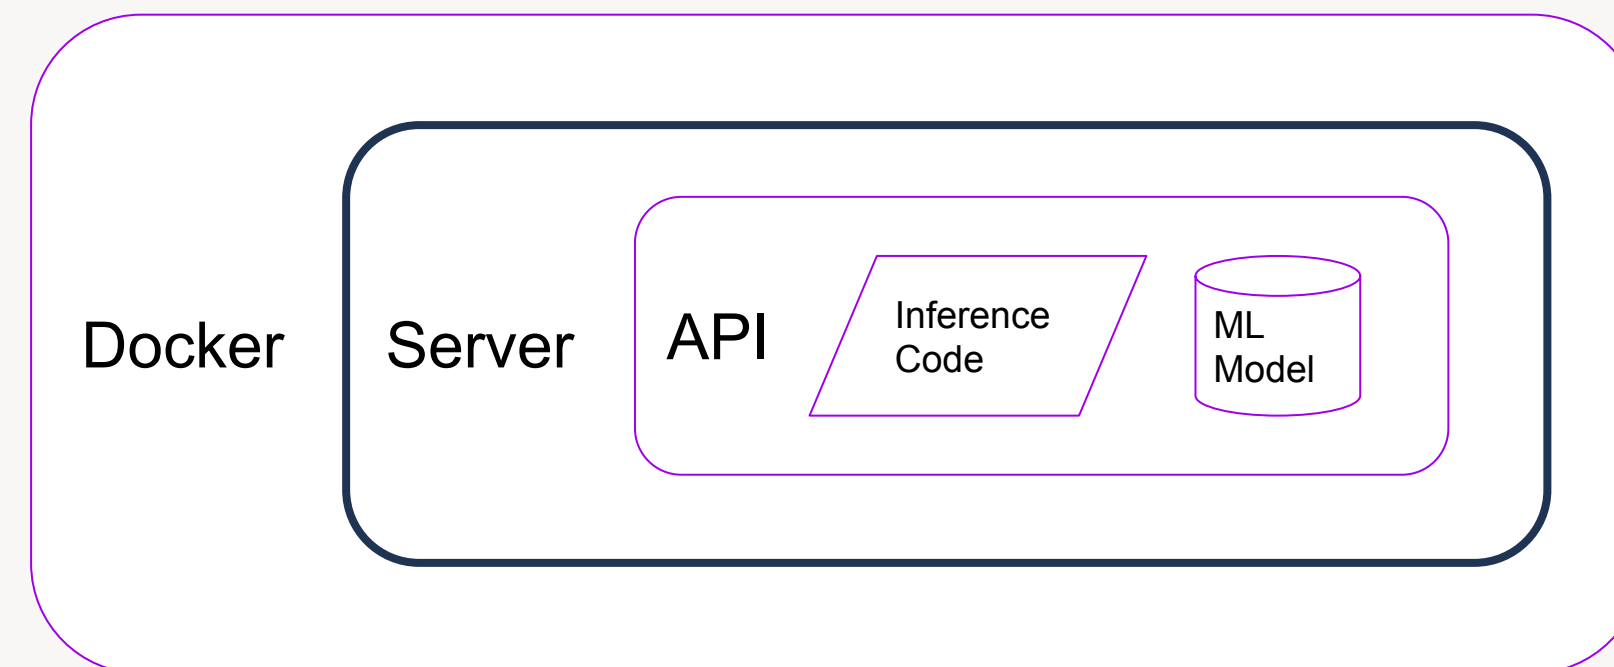 Docker
Server
API
Inference
Code
ML
Model